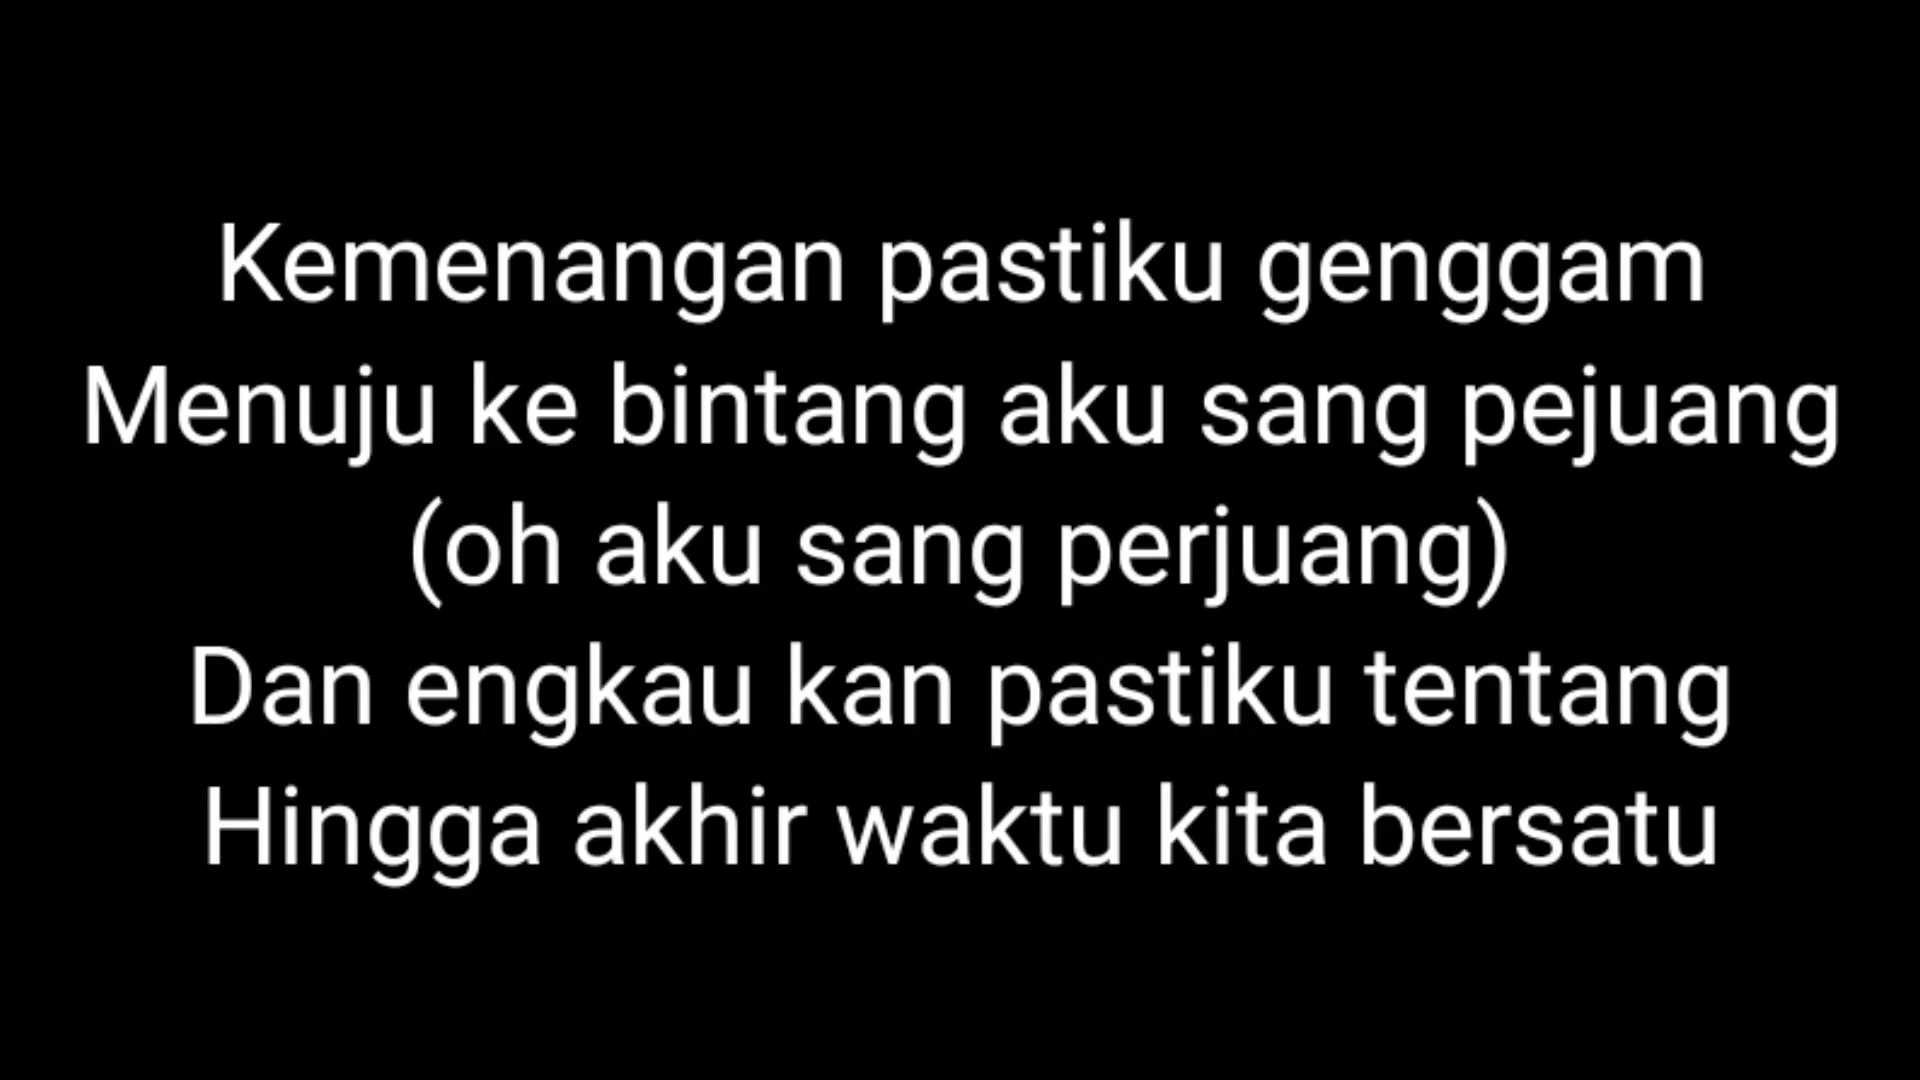 Kemenangan pastiku genggam
Menuju ke bintang aku sang pejuang
(oh aku sang perjuang)
Dan engkau kan pastiku tentang
Hingga akhir waktu kita bersatu